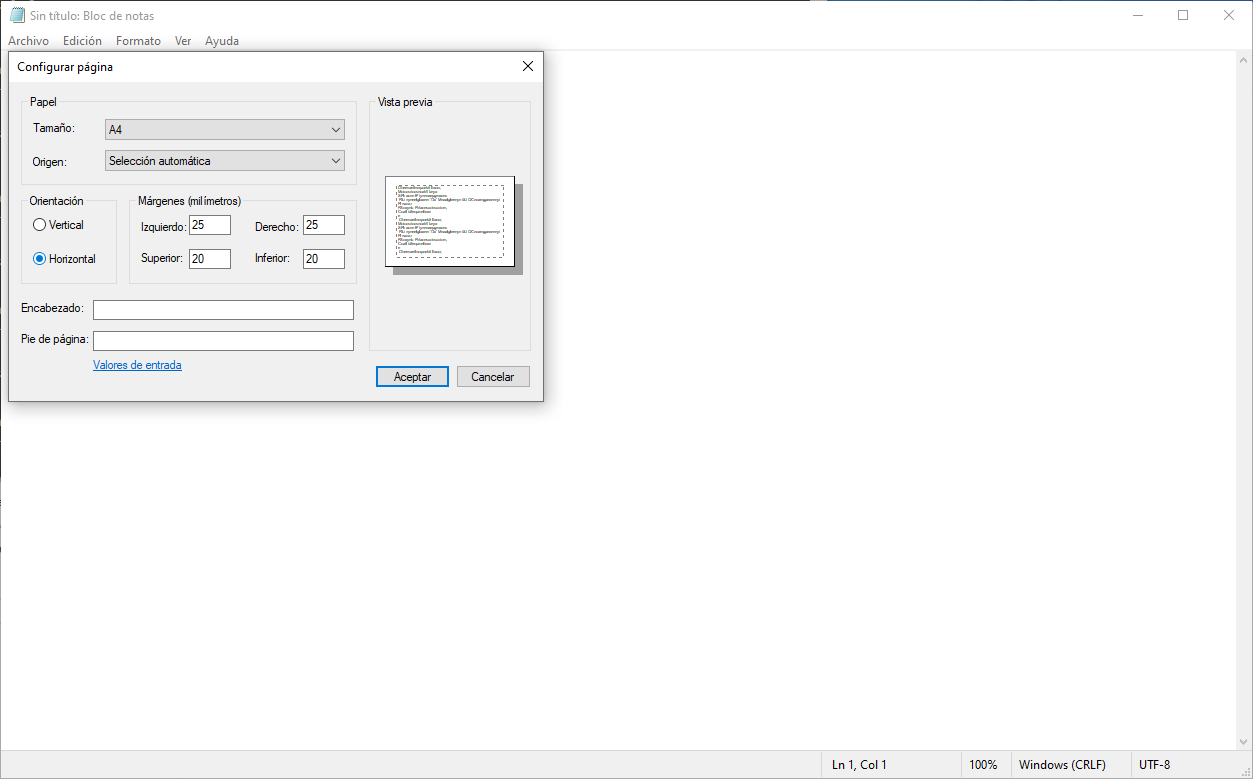 Sin título: Bloc de notas
Archivo Edición Formato Ver Ayuda
Configurar página
Papel
Tamaño: A4
Origen: Selección automática
Orientación
Vertical
Horizontal
Márgenes (milímetros)
Izquierdo: 25 Derecho: 25
Superior: 20 Inferior: 20
Encabezado:
Pie de página:
Valores de entrada
Vista previa
Aceptar Cancelar
Ln 1, Col 1 100% Windows (CRLF) UTF-8